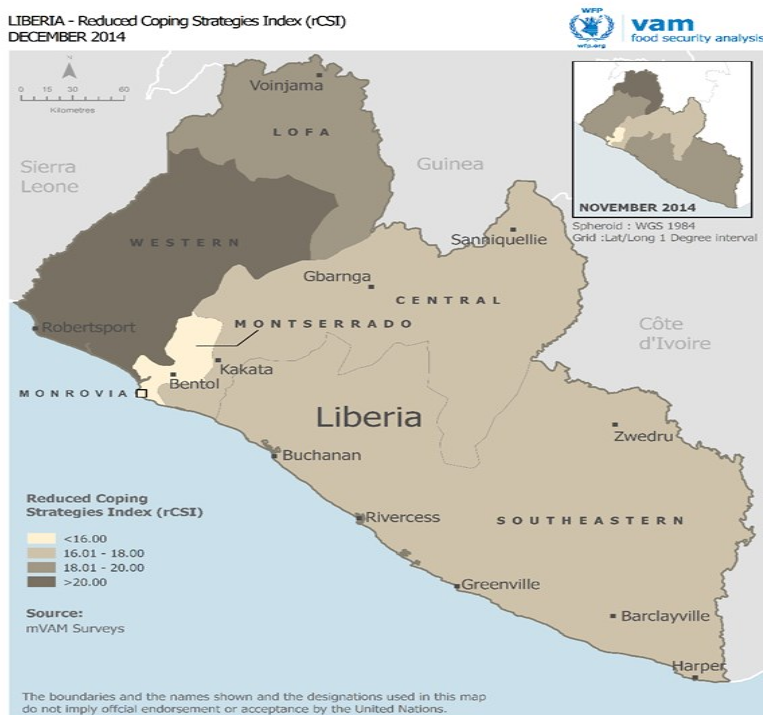 LIBERIA - Reduced Coping Strategies Index (rCSI)
DECEMBER 2014
WFP
wfp.org
vam
food security analysis
0 15 30 60
Kilometres
Voinjama
LOFA
Sierra
Leone
Guinea
NOVEMBER 2014
Spheroid : WGS 1984
Grid :Lat/Long 1 Degree interval
WESTERN
Sanniquellie
Gbarnga
CENTRAL
Robertsport
MONTSERRADO
Côte
d'Ivoire
Kakata
Bentol
MONROVIA
Liberia
Zwedru
Buchanan
Rivercess
SOUTHEASTERN
Greenville
Barclayville
Harper
Reduced Coping
Strategies Index (rCSI)
<16.00
16.01 - 18.00
18.01 - 20.00
>20.00
Source:
mVAM Surveys
The boundaries and the names shown and the designations used in this map
do not imply offcial endorsement or acceptance by the United Nations.